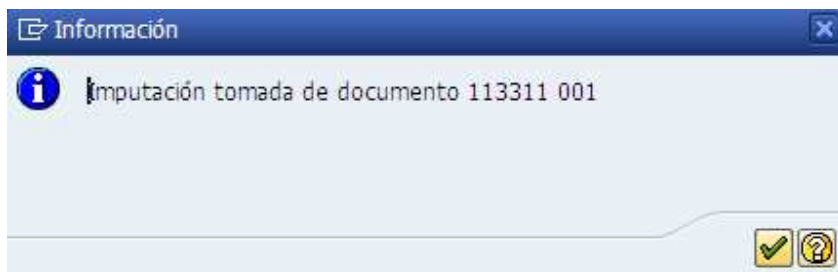 Información
Imputación tomada de documento 113311 001